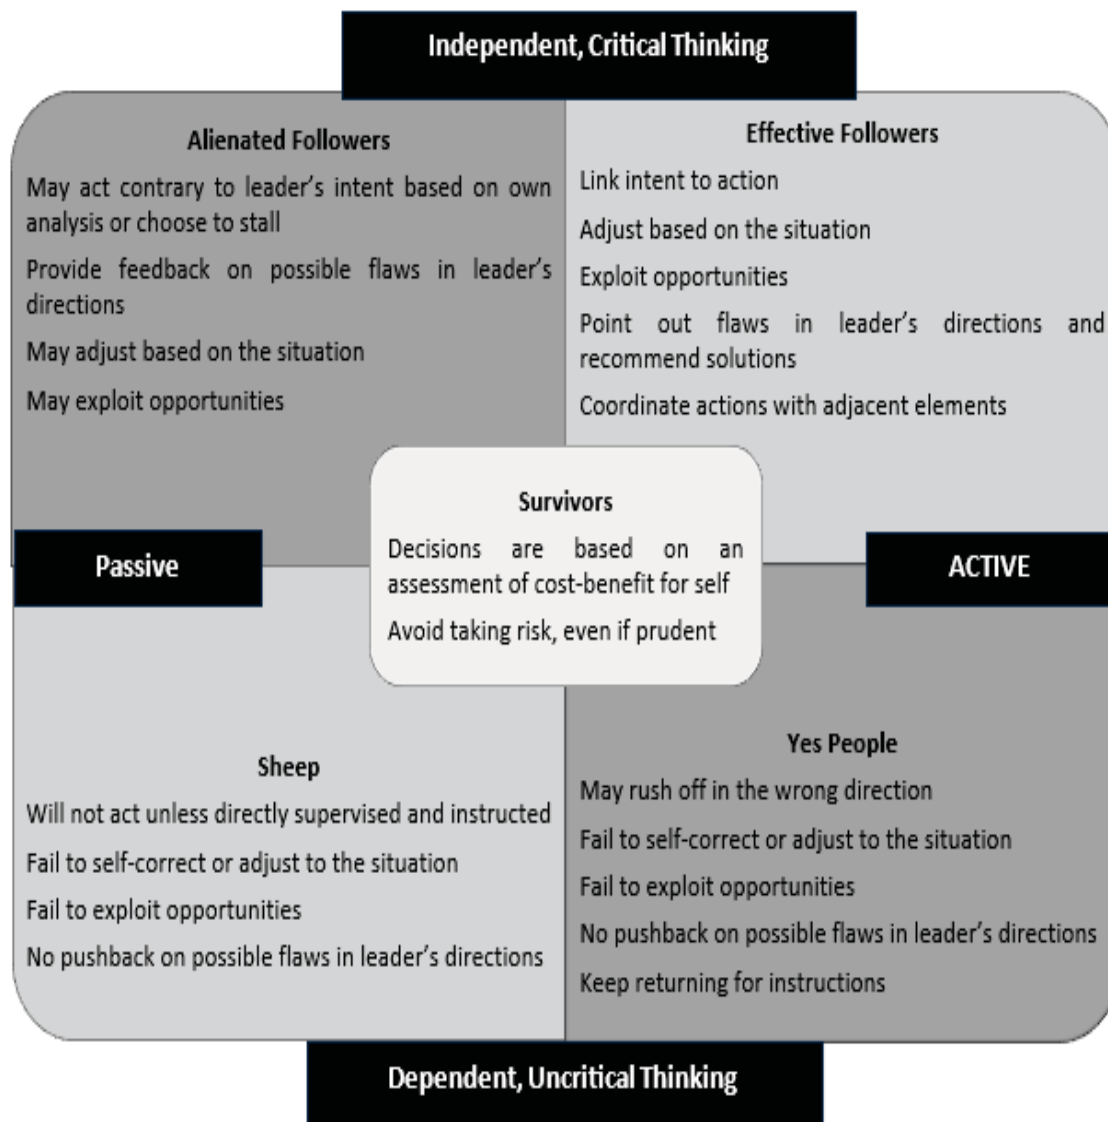 Independent, Critical Thinking
Alienated Followers
May act contrary to leader’s intent based on own
analysis or choose to stall
Provide feedback on possible flaws in leader’s
directions
May adjust based on the situation
May exploit opportunities
Effective Followers
Link intent to action
Adjust based on the situation
Exploit opportunities
Point out flaws in leader’s directions and
recommend solutions
Coordinate actions with adjacent elements
Survivors
Decisions are based on an
assessment of cost-benefit for self
Avoid taking risk, even if prudent
Passive
ACTIVE
Sheep
Will not act unless directly supervised and instructed
Fail to self-correct or adjust to the situation
Fail to exploit opportunities
No pushback on possible flaws in leader’s directions
Yes People
May rush off in the wrong direction
Fail to self-correct or adjust to the situation
Fail to exploit opportunities
No pushback on possible flaws in leader’s directions
Keep returning for instructions
Dependent, Uncritical Thinking